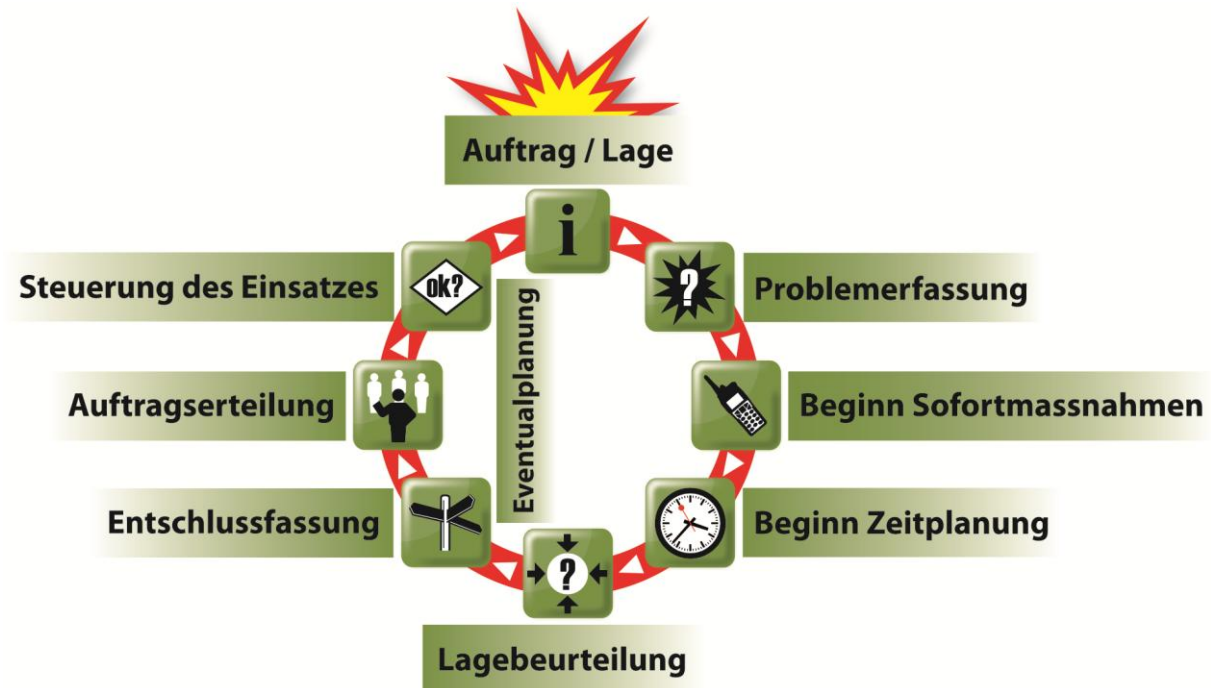 Auftrag / Lage
i
Steuerung des Einsatzes
ok?
?
Problemerfassung
Eventualplanung
Auftragserteilung
Beginn Sofortmassnahmen
Entschlussfassung
Beginn Zeitplanung
?
Lagebeurteilung